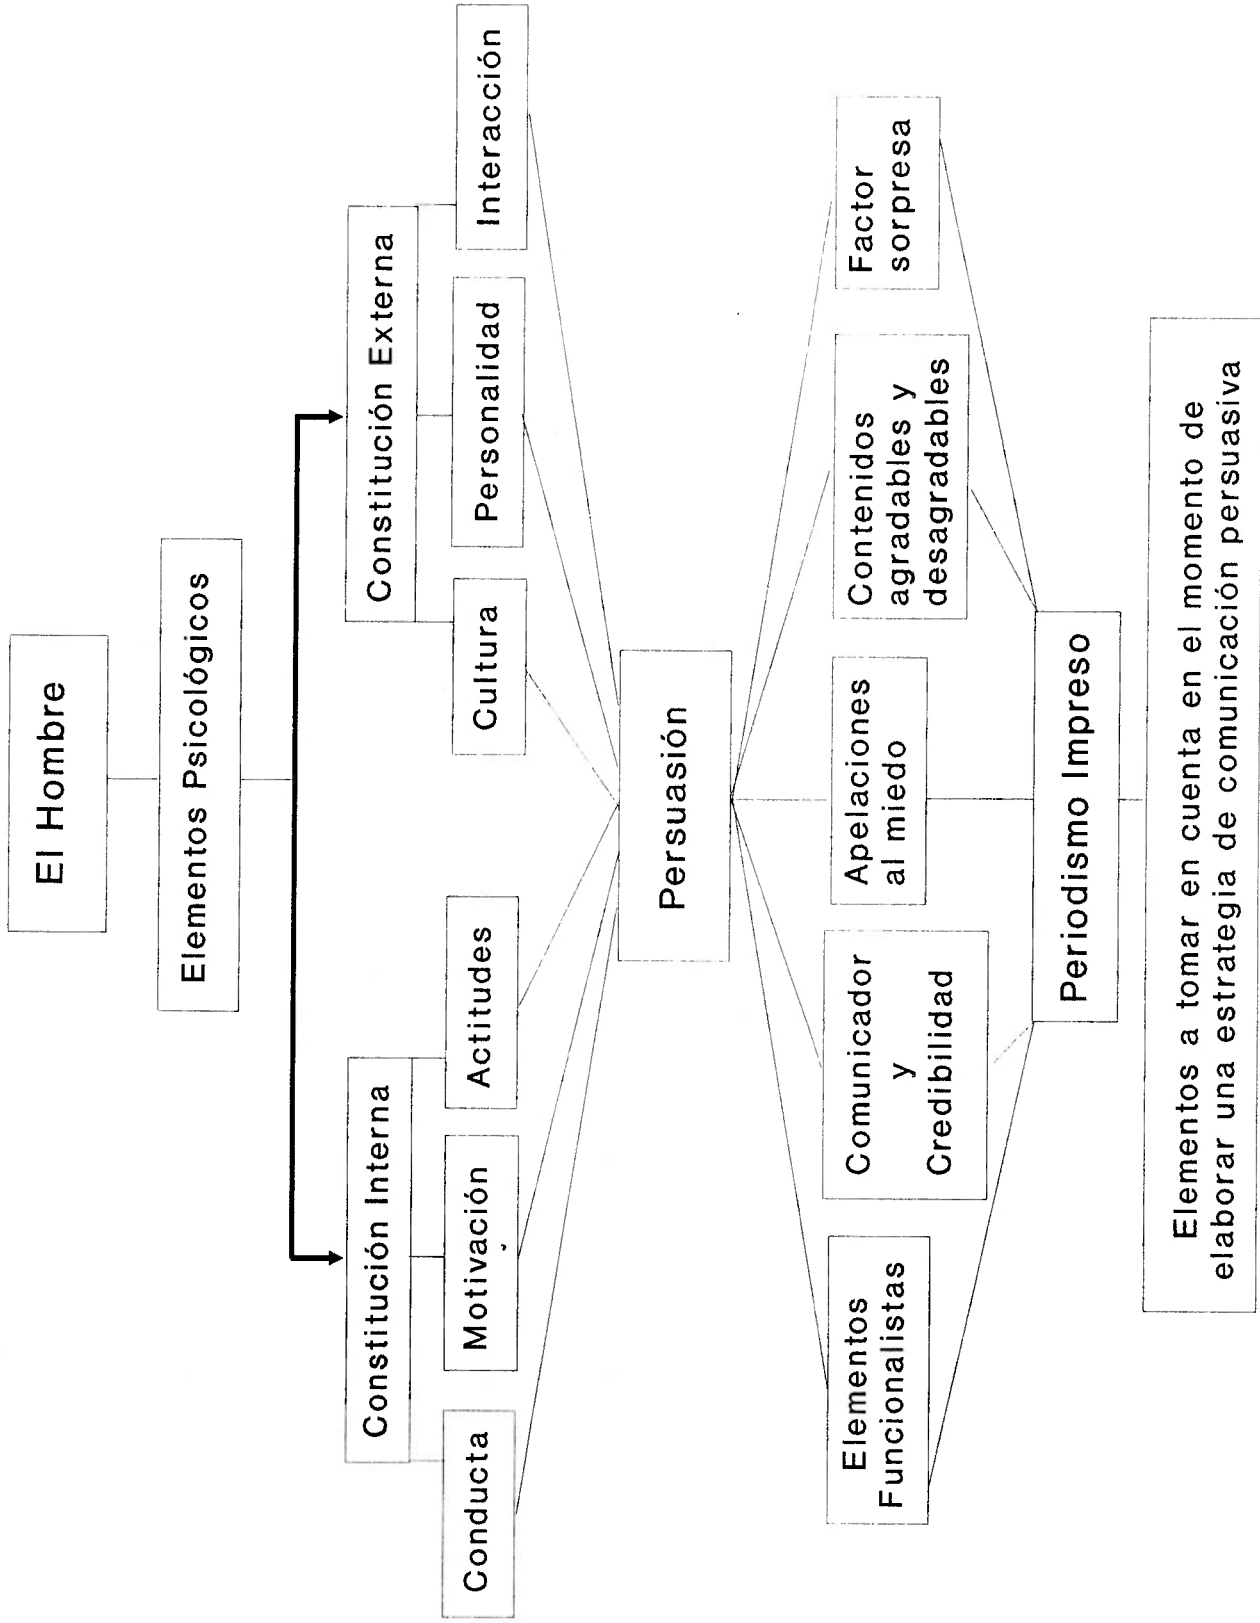 El Hombre
Elementos Psicológicos
Constitución Interna
Constitución Externa
Conducta
Motivación
Actitudes
Cultura
Personalidad
Interacción
Persuasión
Elementos
Funcionalistas
Comunicador
y
Credibilidad
Apelaciones
al miedo
Contenidos
agradables y
desagradables
Factor
sorpresa
Periodismo Impreso
Elementos a tomar en cuenta en el momento de
elaborar una estrategia de comunicación persuasiva